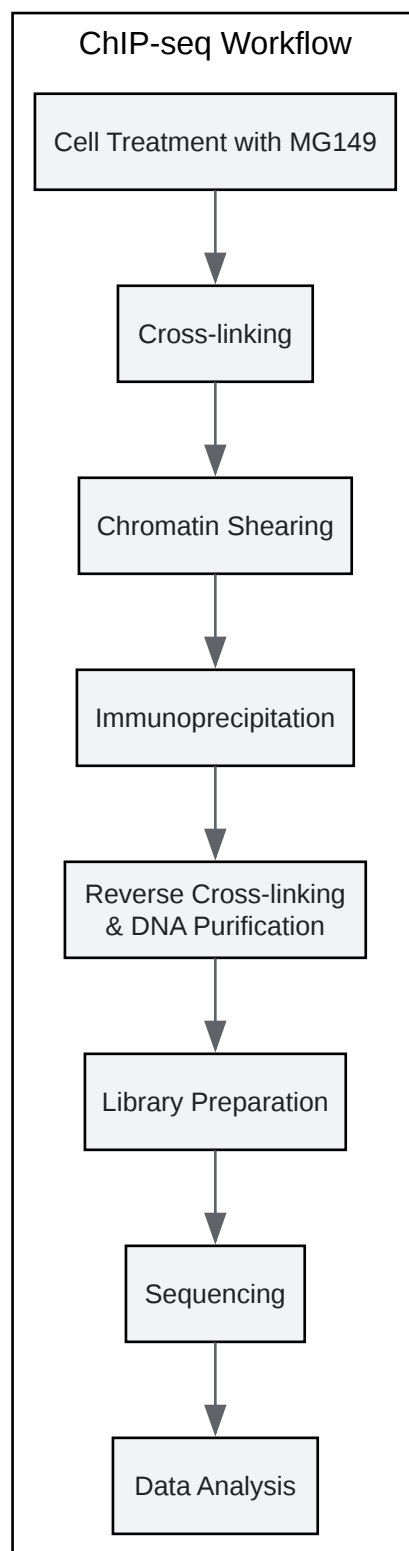 ChIP-seq Workflow
Cell Treatment with MG149
Cross-linking
Chromatin Shearing
Immunoprecipitation
Reverse Cross-linking
& DNA Purification
Library Preparation
Sequencing
Data Analysis